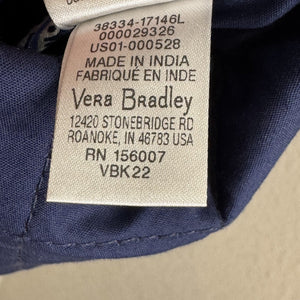 38334-17146L
000029326
US01-000528
MADE IN INDIA
FABRIQUÉ EN INDE
Vera Bradley
12420 STONEBRIDGE RD
ROANOKE, IN 46783 USA
RN 156007
VBK22